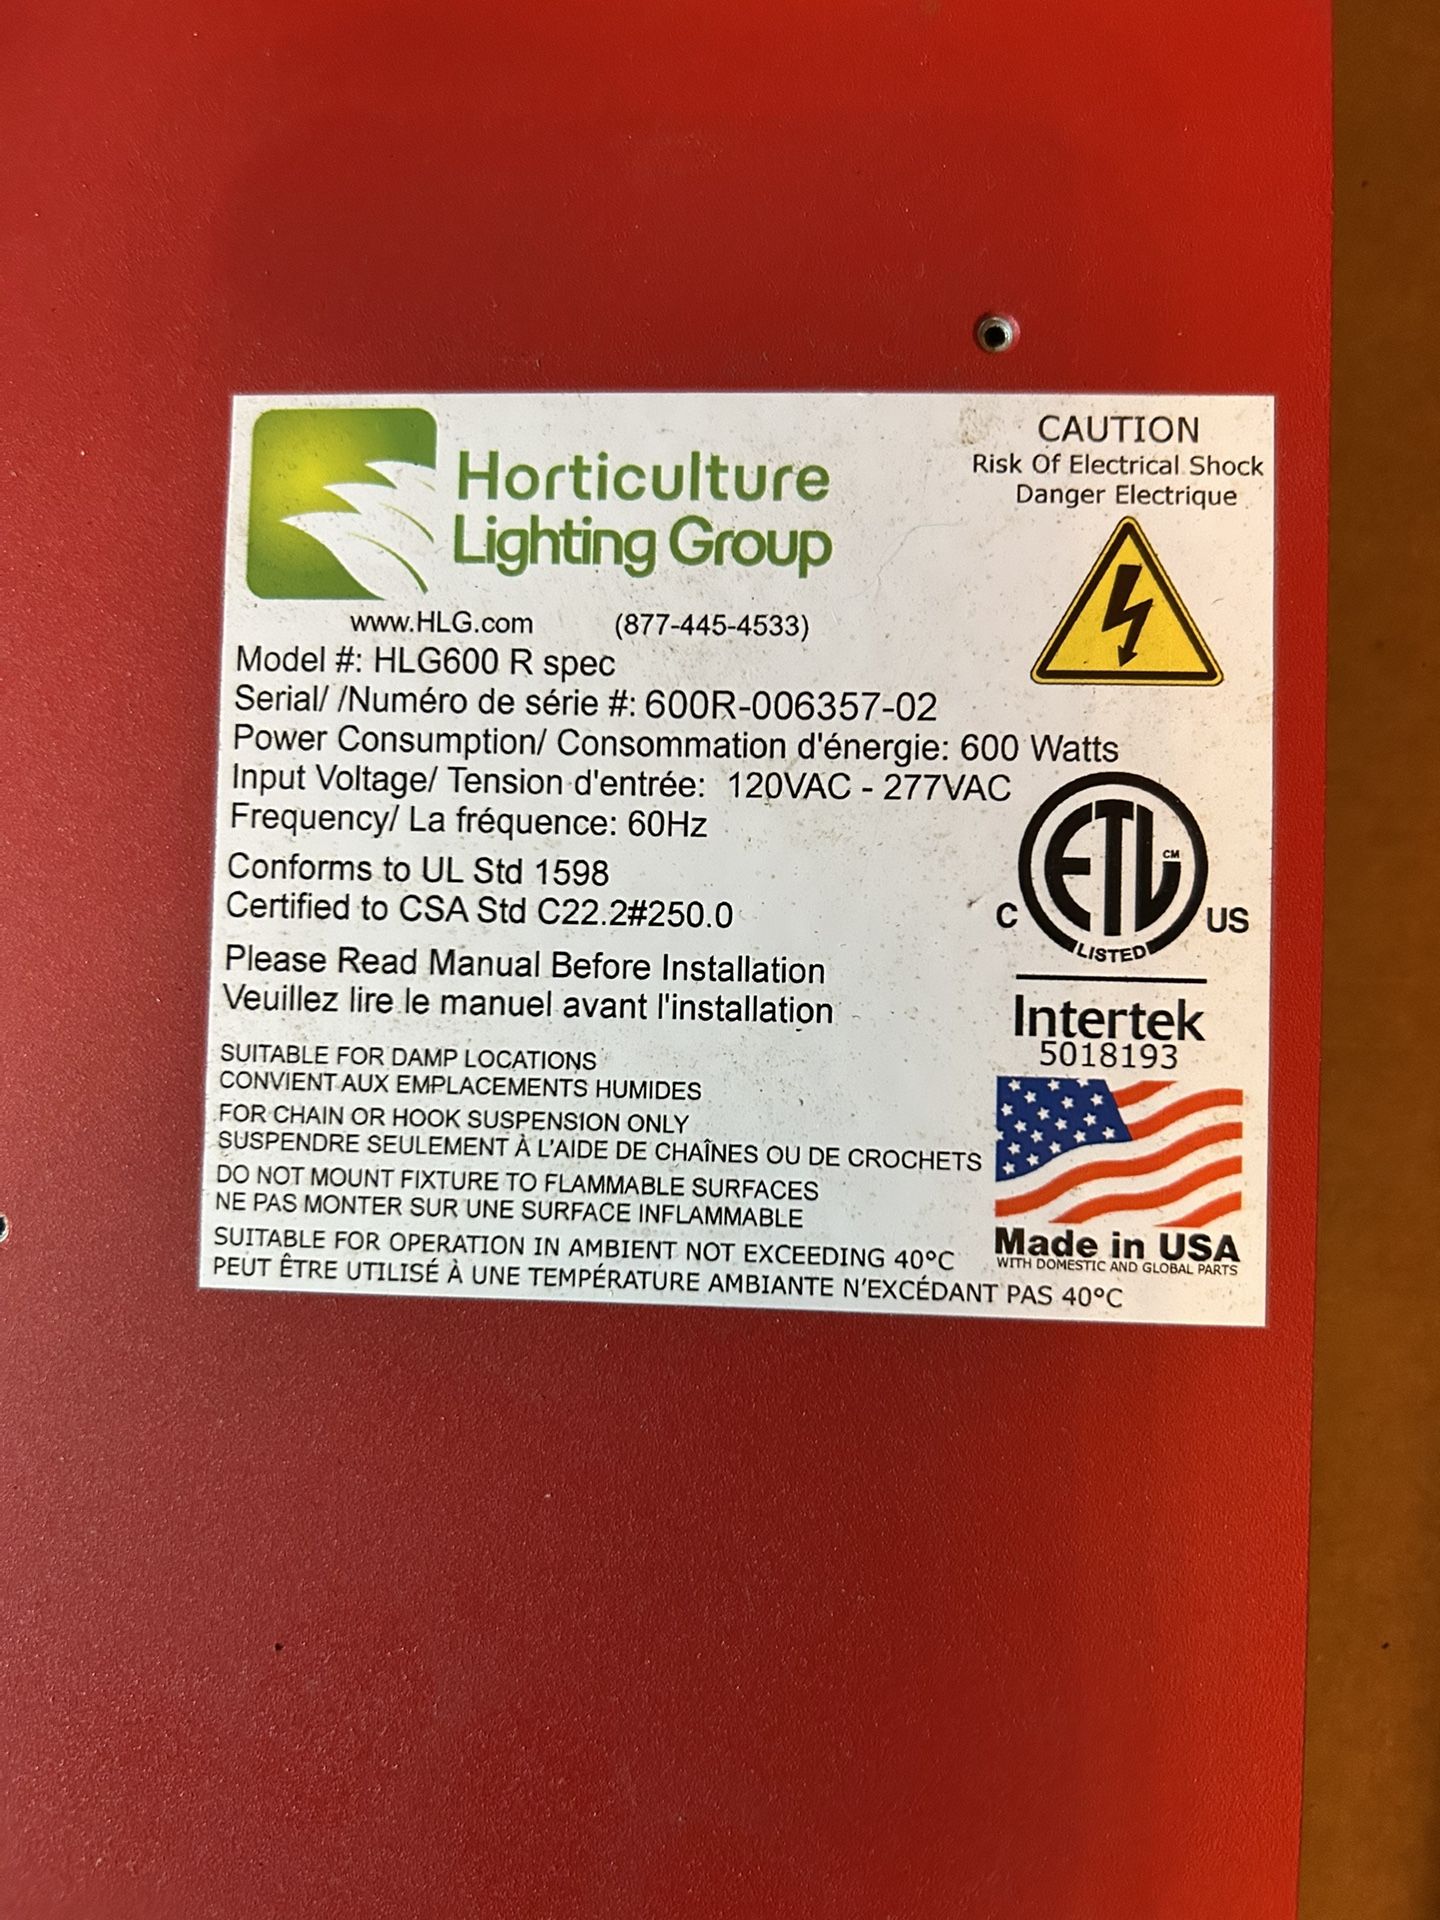 Horticulture
Lighting Group
www.HLG.com (877-445-4533)
CAUTION
Risk Of Electrical Shock
Danger Electrique
Model #: HLG600 R spec
Serial/ /Numéro de série #: 600R-006357-02
Power Consumption/ Consommation d'énergie: 600 Watts
Input Voltage/ Tension d'entrée: 120VAC - 277VAC
Frequency/ La fréquence: 60Hz
Conforms to UL Std 1598
Certified to CSA Std C22.2#250.0
Please Read Manual Before Installation
Veuillez lire le manuel avant l'installation
SUITABLE FOR DAMP LOCATIONS
CONVIENT AUX EMPLACEMENTS HUMIDES
FOR CHAIN OR HOOK SUSPENSION ONLY
SUSPENDRE SEULEMENT À L'AIDE DE CHAÎNES OU DE CROCHETS
DO NOT MOUNT FIXTURE TO FLAMMABLE SURFACES
NE PAS MONTER SUR UNE SURFACE INFLAMMABLE
SUITABLE FOR OPERATION IN AMBIENT NOT EXCEEDING 40°C
PEUT ÊTRE UTILISÉ À UNE TEMPÉRATURE AMBIANTE N'EXCÉDANT PAS 40°C
ETL CM
C US
LISTED
Intertek
5018193
Made in USA
WITH DOMESTIC AND GLOBAL PARTS